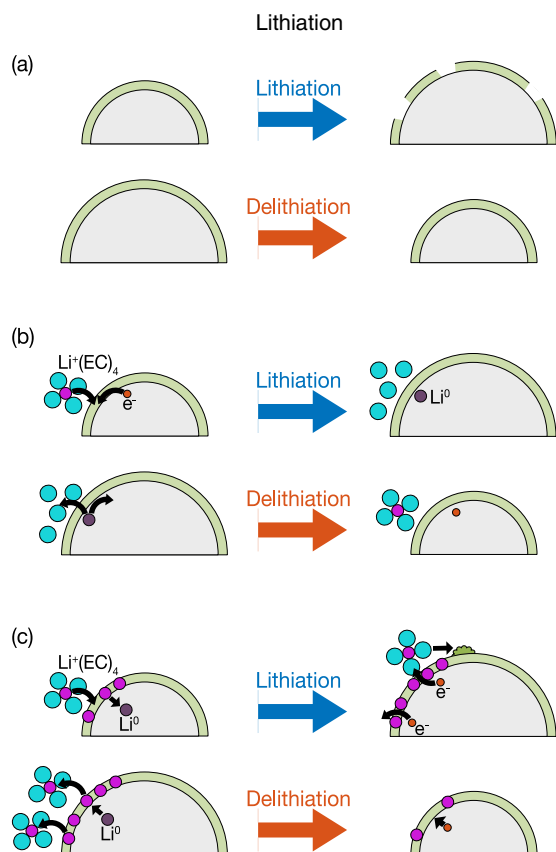 Lithiation
(a)
Lithiation
Delithiation
(b)
Li⁺(EC)₄
e⁻
Lithiation
Li⁰
Delithiation
(c)
Li⁺(EC)₄
Li⁰
Lithiation
e⁻
e⁻
Li⁰
Delithiation